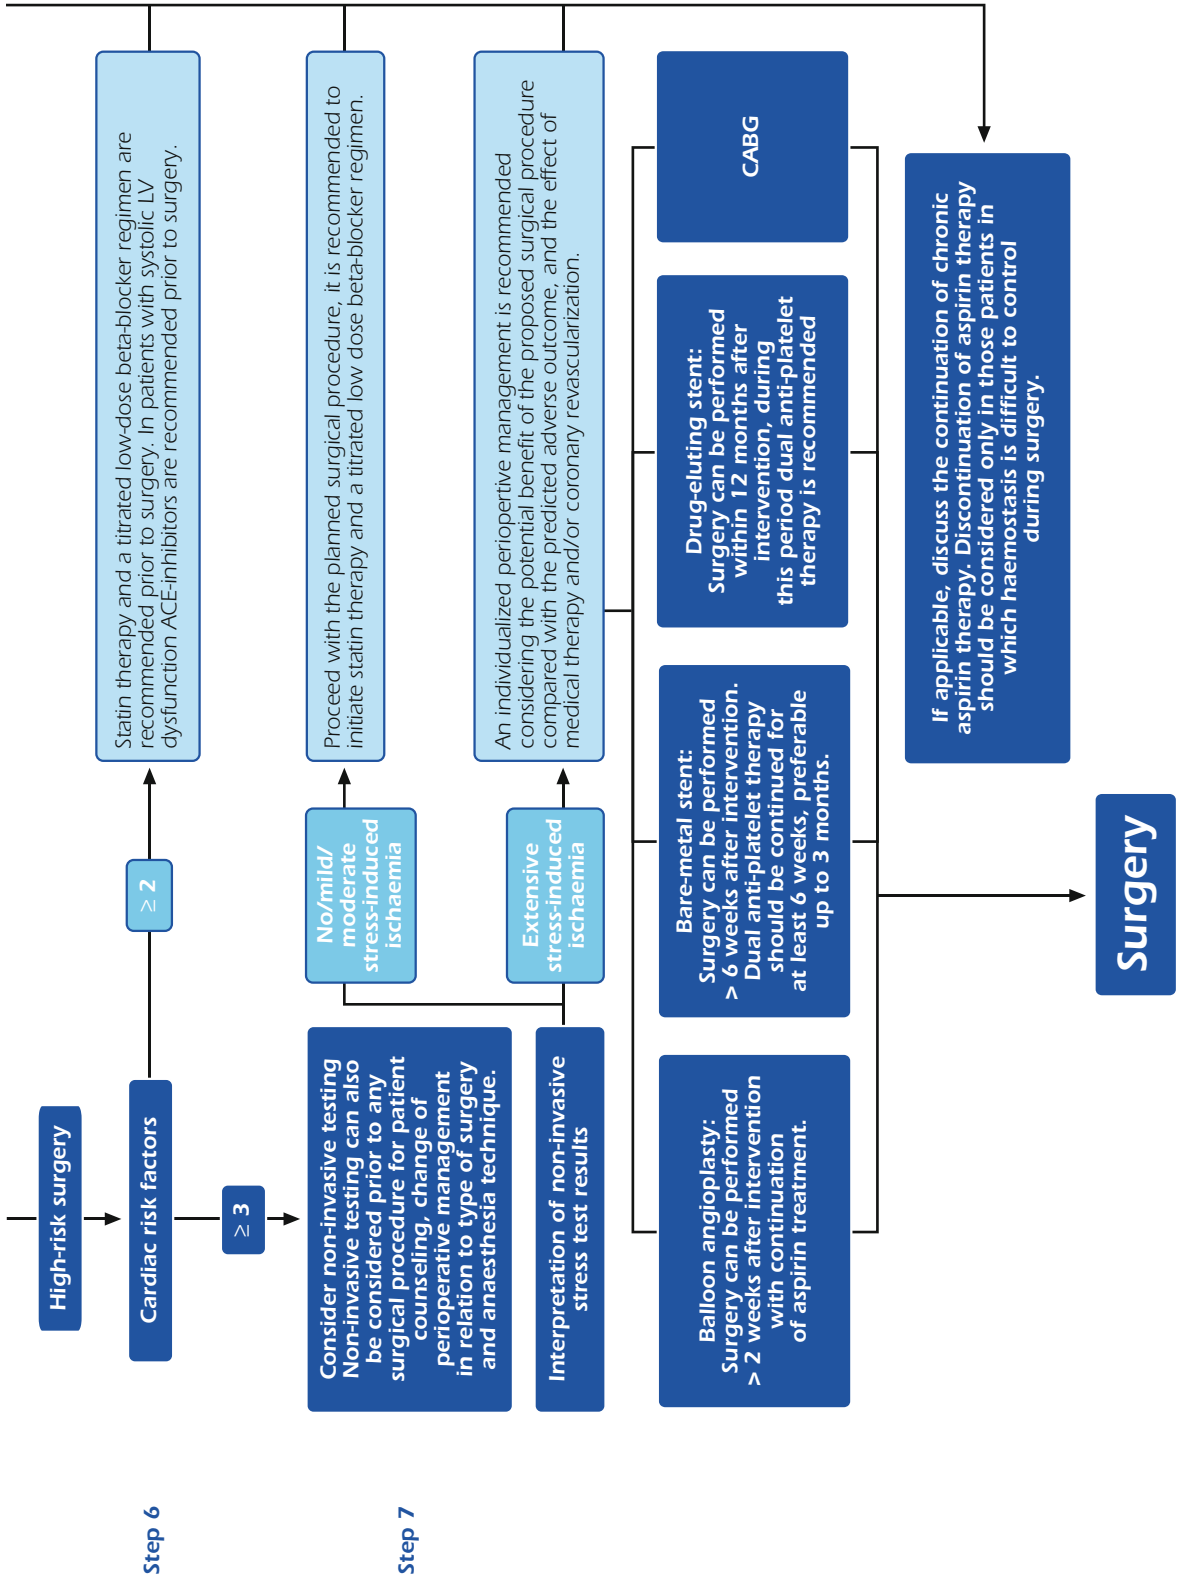 Step 6
High-risk surgery
Cardiac risk factors
≥ 2
Statin therapy and a titrated low-dose beta-blocker regimen are
recommended prior to surgery. In patients with systolic LV
dysfunction ACE-inhibitors are recommended prior to surgery.
≥ 3
Step 7
Consider non-invasive testing
Non-invasive testing can also
be considered prior to any
surgical procedure for patient
counseling, change of
perioperative management
in relation to type of surgery
and anaesthesia technique.
Interpretation of non-invasive
stress test results
No/mild/
moderate
stress-induced
ischaemia
Proceed with the planned surgical procedure, it is recommended to
initiate statin therapy and a titrated low dose beta-blocker regimen.
Extensive
stress-induced
ischaemia
An individualized periopertive management is recommended
considering the potential benefit of the proposed surgical procedure
compared with the predicted adverse outcome, and the effect of
medical therapy and/or coronary revascularization.
Balloon angioplasty:
Surgery can be performed
> 2 weeks after intervention
with continuation
of aspirin treatment.
Bare-metal stent:
Surgery can be performed
> 6 weeks after intervention.
Dual anti-platelet therapy
should be continued for
at least 6 weeks, preferable
up to 3 months.
Drug-eluting stent:
Surgery can be performed
within 12 months after
intervention, during
this period dual anti-platelet
therapy is recommended
CABG
If applicable, discuss the continuation of chronic
aspirin therapy. Discontinuation of aspirin therapy
should be considered only in those patients in
which haemostasis is difficult to control
during surgery.
Surgery